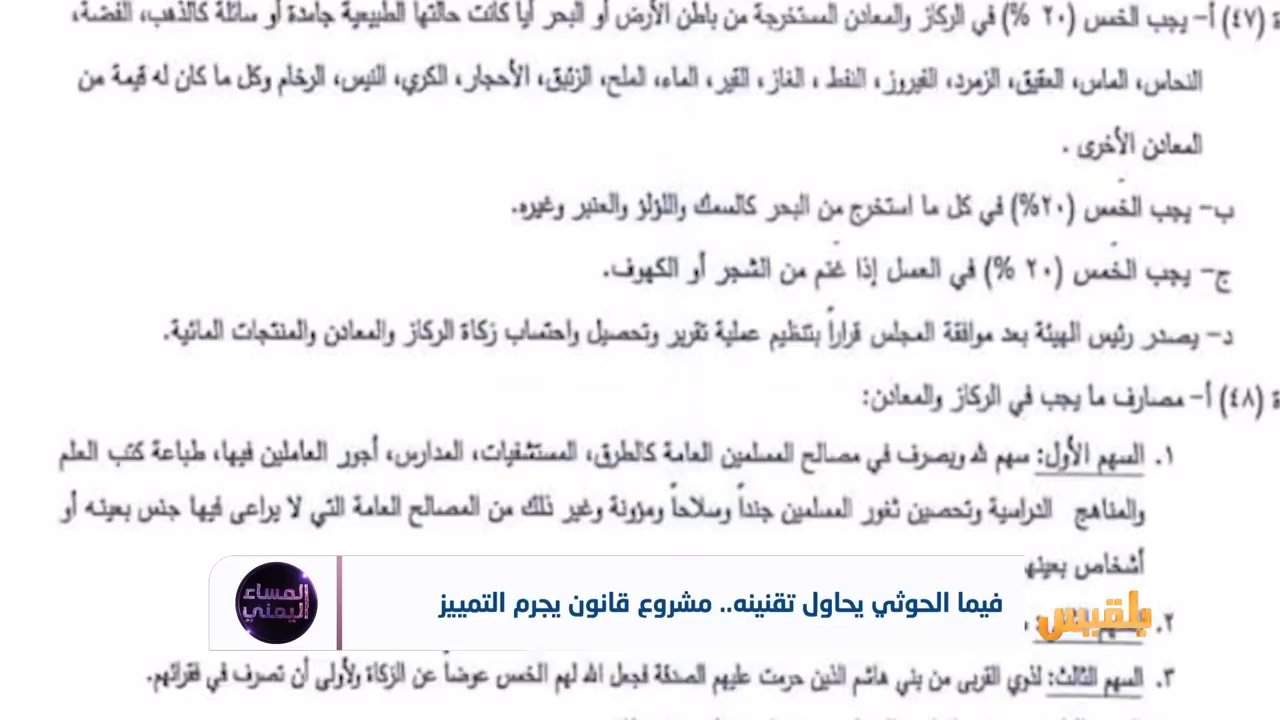 ة (٤٧) أ- يجب الخمس (٢٠ %) في الركاز والمعادن المستخرجة من باطن الأرض أو البحر أياً كانت حالتها الطبيعية جامدة أو سائلة كالذهب، الفضة،
النحاس، الماس، العقيق، الزمرد، الفيروز، النفط، الغاز، القير، الماء، الملح، الزئبق، الأحجار، الكري، النيس، الرخام وكل ما كان له قيمة من
المعادن الأخرى .
ب- يجب الخُمس (٢٠%) في كل ما استخرج من البحر كالسمك واللؤلؤ والعنبر وغيره.
ج- يجب الخُمس (٢٠ %) في العسل إذا غُنم من الشجر أو الكهوف.
د- يصدر رئيس الهيئة بعد موافقة المجلس قراراً بتنظيم عملية تقرير وتحصيل واحتساب زكاة الركاز والمعادن والمنتجات المائية.
ة (٤٨) أ- مصارف ما يجب في الركاز والمعادن:
١. السهم الأول: سهم لله ويصرف في مصالح المسلمين العامة كالطرق، المستشفيات، المدارس، أجور العاملين فيها، طباعة كتب العلم
والمناهج الدراسية وتحصين ثغور المسلمين جنداً وسلاحاً ومؤونة وغير ذلك من المصالح العامة التي لا يراعى فيها جنس بعينه أو
أشخاص بعينه
المساء اليمني
فيما الحوثي يحاول تقنينه.. مشروع قانون يجرم التمييز
بلقيس
٢.
٣. السهم الثالث: لذوي القربى من بني هاشم الذين حرمت عليهم الصدقة فجعل الله لهم الخمس عوضاً عن الزكاة ولأولى أن تصرف في فقرائهم.